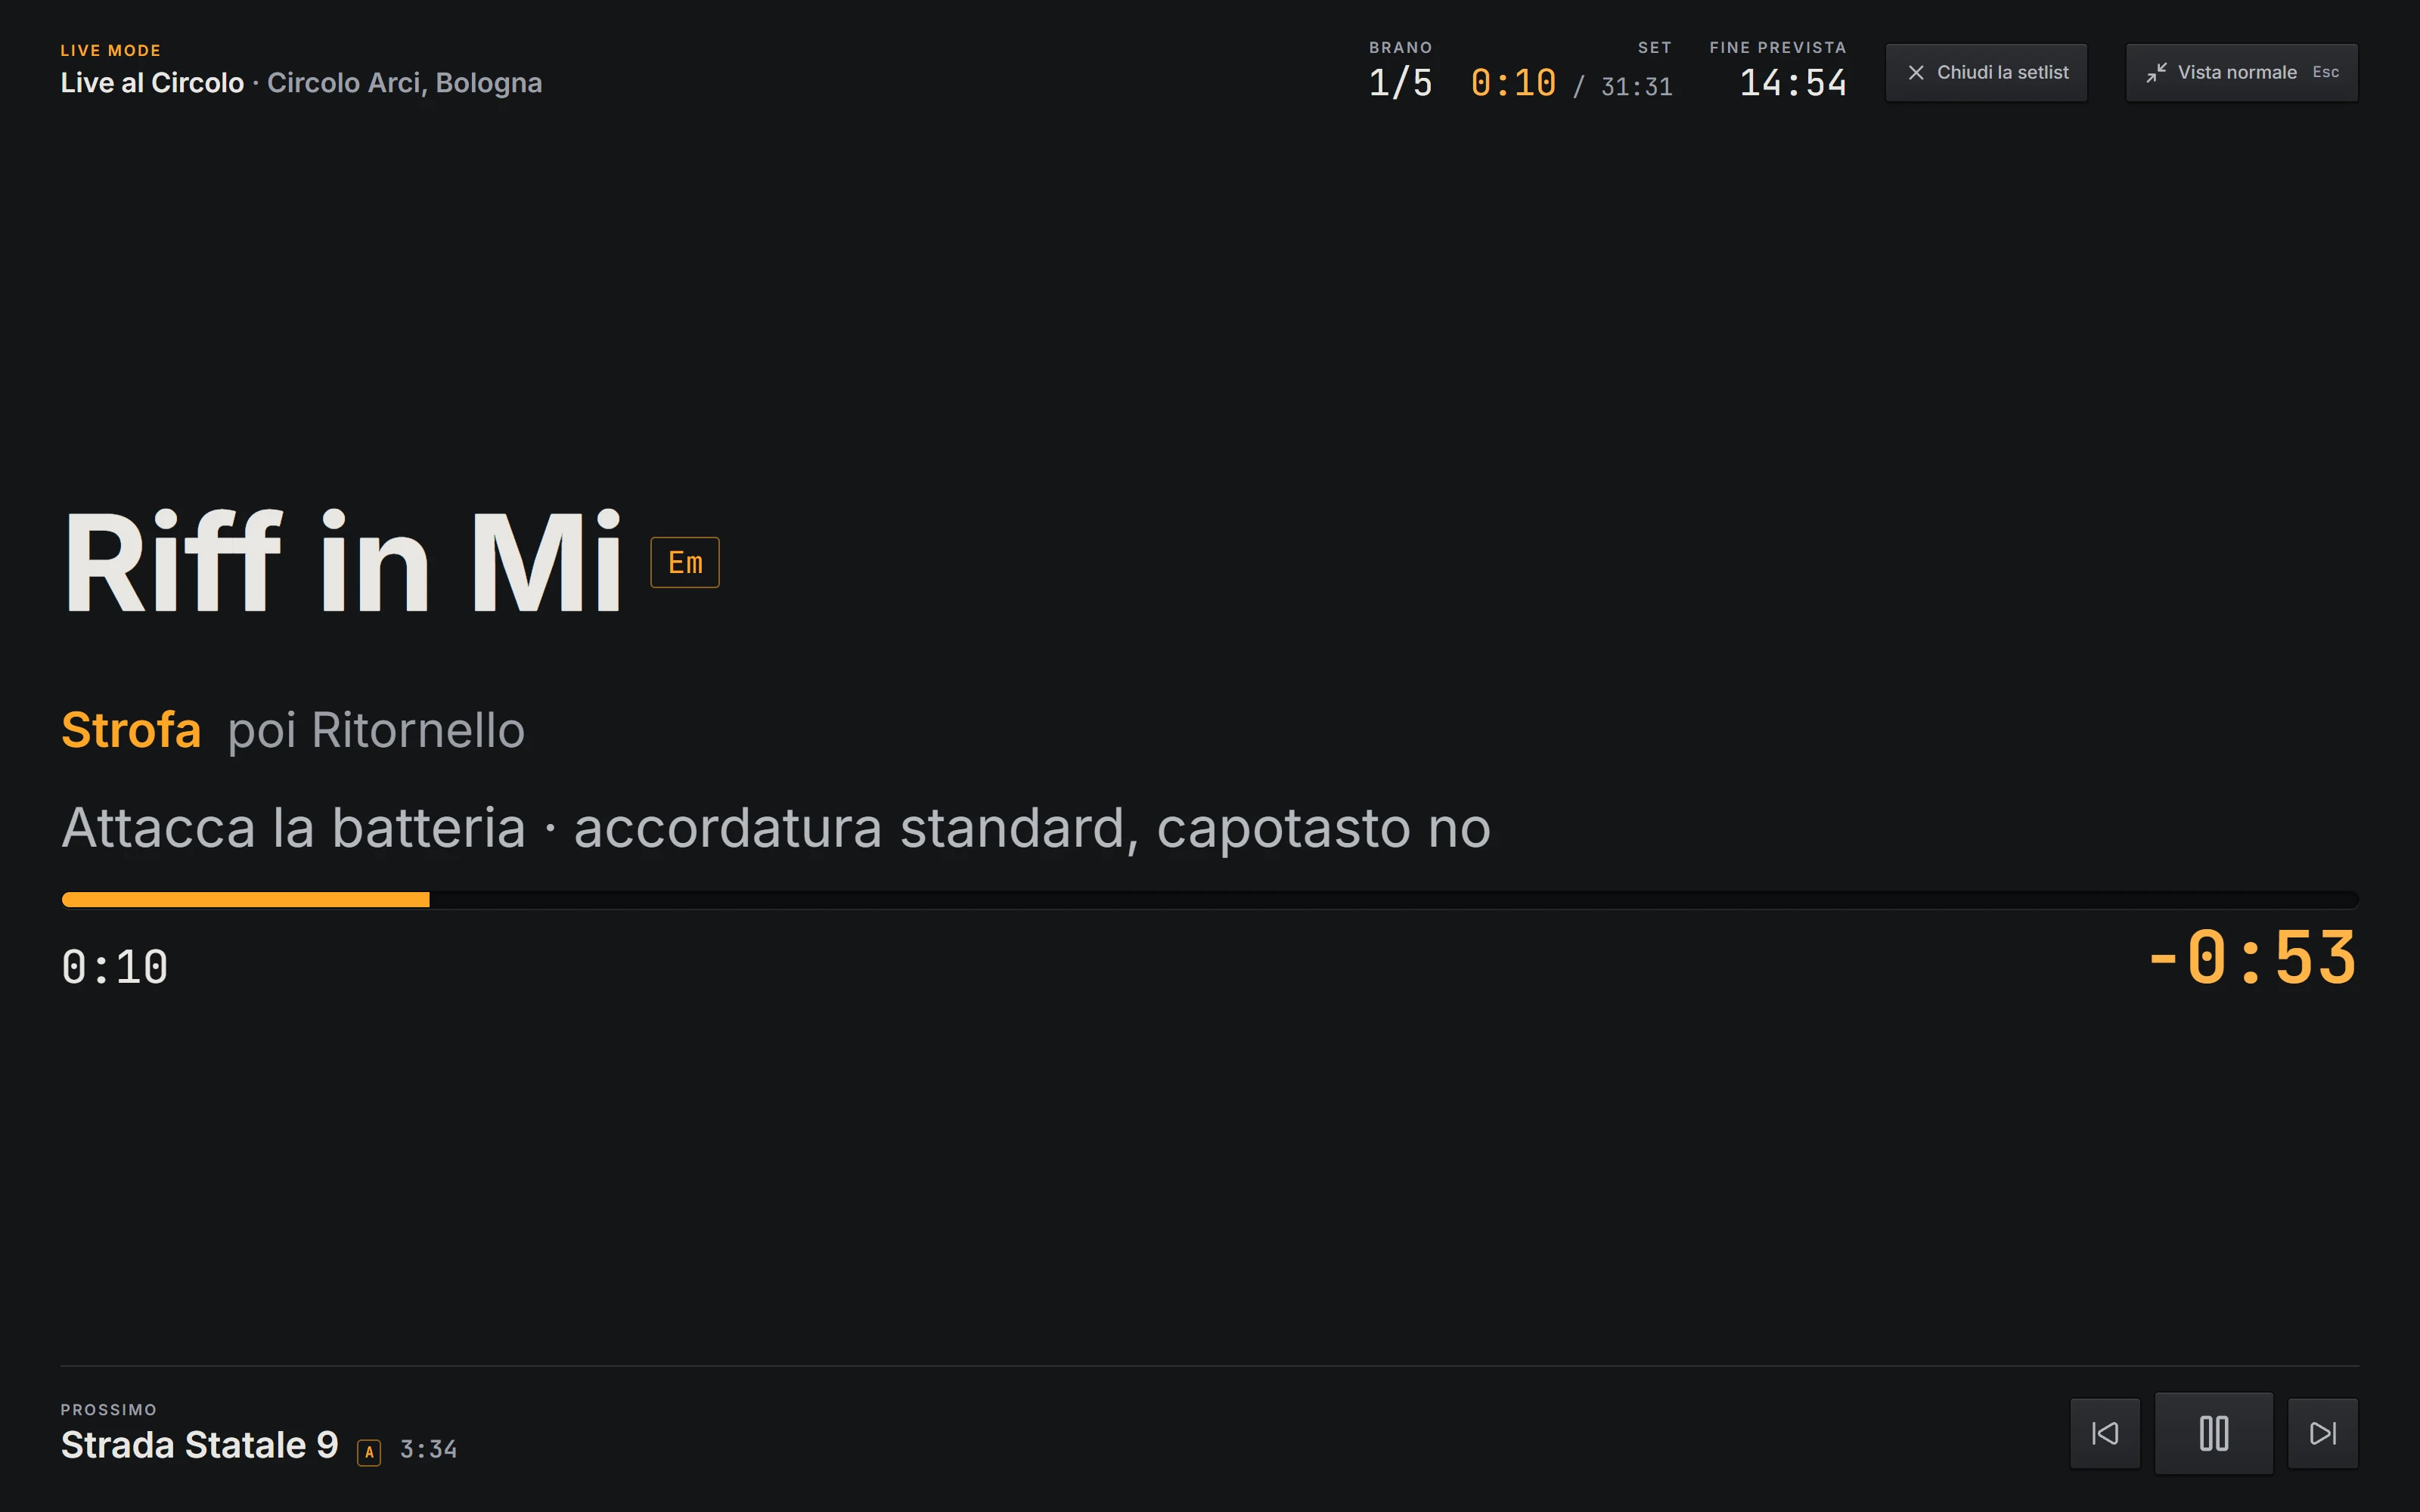 LIVE MODE
Live al Circolo · Circolo Arci, Bologna
BRANO
1/5
SET
0:10 / 31:31
FINE PREVISTA
14:54
Chiudi la setlist
Vista normale Esc
Riff in Mi Em
Strofa poi Ritornello
Attacca la batteria · accordatura standard, capotasto no
0:10
-0:53
PROSSIMO
Strada Statale 9 A 3:34